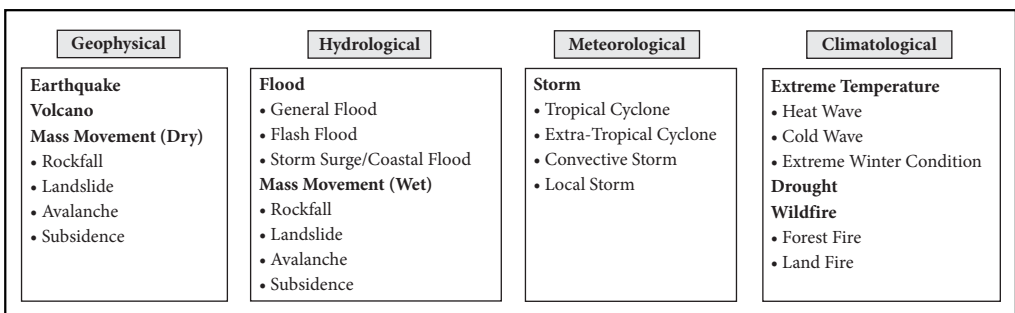 Geophysical
Earthquake
Volcano
Mass Movement (Dry)
• Rockfall
• Landslide
• Avalanche
• Subsidence
Hydrological
Flood
• General Flood
• Flash Flood
• Storm Surge/Coastal Flood
Mass Movement (Wet)
• Rockfall
• Landslide
• Avalanche
• Subsidence
Meteorological
Storm
• Tropical Cyclone
• Extra-Tropical Cyclone
• Convective Storm
• Local Storm
Climatological
Extreme Temperature
• Heat Wave
• Cold Wave
• Extreme Winter Condition
Drought
Wildfire
• Forest Fire
• Land Fire